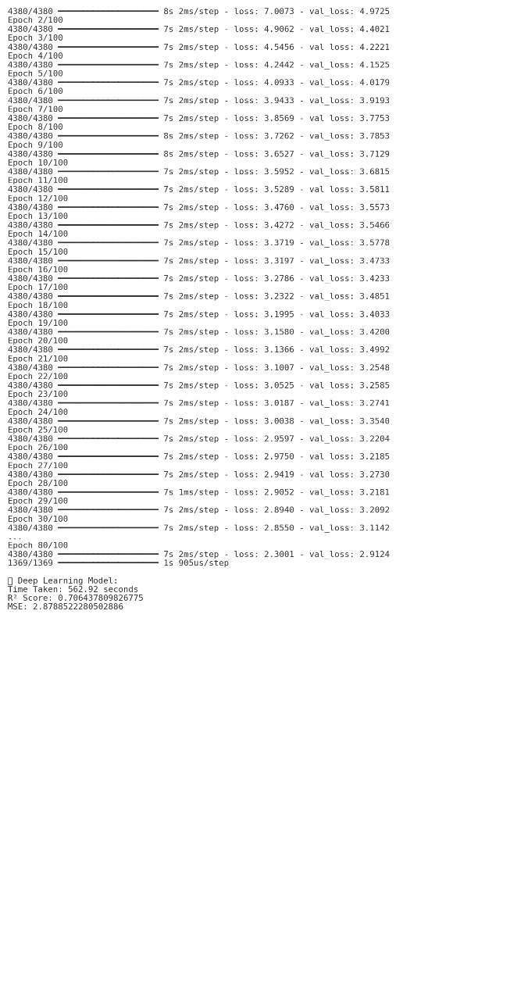 4380/4380 ━━━━━━━━━━━━━━━━━━━━ 8s 2ms/step - loss: 7.0073 - val_loss: 4.9725
Epoch 2/100
4380/4380 ━━━━━━━━━━━━━━━━━━━━ 7s 2ms/step - loss: 4.9062 - val_loss: 4.4021
Epoch 3/100
4380/4380 ━━━━━━━━━━━━━━━━━━━━ 7s 2ms/step - loss: 4.5456 - val_loss: 4.2221
Epoch 4/100
4380/4380 ━━━━━━━━━━━━━━━━━━━━ 7s 2ms/step - loss: 4.2442 - val_loss: 4.1525
Epoch 5/100
4380/4380 ━━━━━━━━━━━━━━━━━━━━ 7s 2ms/step - loss: 4.0933 - val_loss: 4.0179
Epoch 6/100
4380/4380 ━━━━━━━━━━━━━━━━━━━━ 7s 2ms/step - loss: 3.9433 - val_loss: 3.9193
Epoch 7/100
4380/4380 ━━━━━━━━━━━━━━━━━━━━ 7s 2ms/step - loss: 3.8569 - val_loss: 3.7753
Epoch 8/100
4380/4380 ━━━━━━━━━━━━━━━━━━━━ 8s 2ms/step - loss: 3.7262 - val_loss: 3.7853
Epoch 9/100
4380/4380 ━━━━━━━━━━━━━━━━━━━━ 8s 2ms/step - loss: 3.6527 - val_loss: 3.7129
Epoch 10/100
4380/4380 ━━━━━━━━━━━━━━━━━━━━ 7s 2ms/step - loss: 3.5952 - val_loss: 3.6815
Epoch 11/100
4380/4380 ━━━━━━━━━━━━━━━━━━━━ 7s 2ms/step - loss: 3.5289 - val_loss: 3.5811
Epoch 12/100
4380/4380 ━━━━━━━━━━━━━━━━━━━━ 7s 2ms/step - loss: 3.4760 - val_loss: 3.5573
Epoch 13/100
4380/4380 ━━━━━━━━━━━━━━━━━━━━ 7s 2ms/step - loss: 3.4272 - val_loss: 3.5466
Epoch 14/100
4380/4380 ━━━━━━━━━━━━━━━━━━━━ 7s 2ms/step - loss: 3.3719 - val_loss: 3.5778
Epoch 15/100
4380/4380 ━━━━━━━━━━━━━━━━━━━━ 7s 2ms/step - loss: 3.3197 - val_loss: 3.4733
Epoch 16/100
4380/4380 ━━━━━━━━━━━━━━━━━━━━ 7s 2ms/step - loss: 3.2786 - val_loss: 3.4233
Epoch 17/100
4380/4380 ━━━━━━━━━━━━━━━━━━━━ 7s 2ms/step - loss: 3.2322 - val_loss: 3.4851
Epoch 18/100
4380/4380 ━━━━━━━━━━━━━━━━━━━━ 7s 2ms/step - loss: 3.1995 - val_loss: 3.4033
Epoch 19/100
4380/4380 ━━━━━━━━━━━━━━━━━━━━ 7s 2ms/step - loss: 3.1580 - val_loss: 3.4200
Epoch 20/100
4380/4380 ━━━━━━━━━━━━━━━━━━━━ 7s 2ms/step - loss: 3.1366 - val_loss: 3.4992
Epoch 21/100
4380/4380 ━━━━━━━━━━━━━━━━━━━━ 7s 2ms/step - loss: 3.1007 - val_loss: 3.2548
Epoch 22/100
4380/4380 ━━━━━━━━━━━━━━━━━━━━ 7s 2ms/step - loss: 3.0525 - val_loss: 3.2585
Epoch 23/100
4380/4380 ━━━━━━━━━━━━━━━━━━━━ 7s 2ms/step - loss: 3.0187 - val_loss: 3.2741
Epoch 24/100
4380/4380 ━━━━━━━━━━━━━━━━━━━━ 7s 2ms/step - loss: 3.0038 - val_loss: 3.3540
Epoch 25/100
4380/4380 ━━━━━━━━━━━━━━━━━━━━ 7s 2ms/step - loss: 2.9597 - val_loss: 3.2204
Epoch 26/100
4380/4380 ━━━━━━━━━━━━━━━━━━━━ 7s 2ms/step - loss: 2.9750 - val_loss: 3.2185
Epoch 27/100
4380/4380 ━━━━━━━━━━━━━━━━━━━━ 7s 2ms/step - loss: 2.9419 - val_loss: 3.2730
Epoch 28/100
4380/4380 ━━━━━━━━━━━━━━━━━━━━ 7s 1ms/step - loss: 2.9052 - val_loss: 3.2181
Epoch 29/100
4380/4380 ━━━━━━━━━━━━━━━━━━━━ 7s 2ms/step - loss: 2.8940 - val_loss: 3.2092
Epoch 30/100
4380/4380 ━━━━━━━━━━━━━━━━━━━━ 7s 2ms/step - loss: 2.8550 - val_loss: 3.1142
...
Epoch 80/100
4380/4380 ━━━━━━━━━━━━━━━━━━━━ 7s 2ms/step - loss: 2.3001 - val_loss: 2.9124
1369/1369 ━━━━━━━━━━━━━━━━━━━━ 1s 905us/step
Deep Learning Model:
Time Taken: 562.92 seconds
R² Score: 0.706437809826775
MSE: 2.8788522280502886